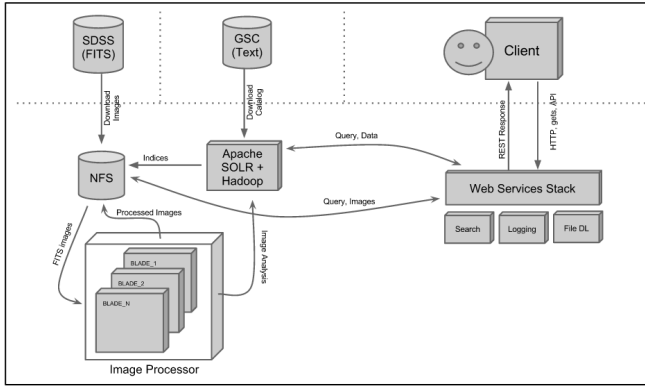 SDSS
(FITS)
GSC
(Text)
Client
Download
Images
Download
Catalog
REST Response
HTTP, gets, API
Query, Data
Indices
Apache
SOLR +
Hadoop
NFS
Web Services Stack
Query, Images
Processed Images
Search
Logging
File DL
FITS images
Image Analysis
BLADE_1
BLADE_2
BLADE_N
Image Processor